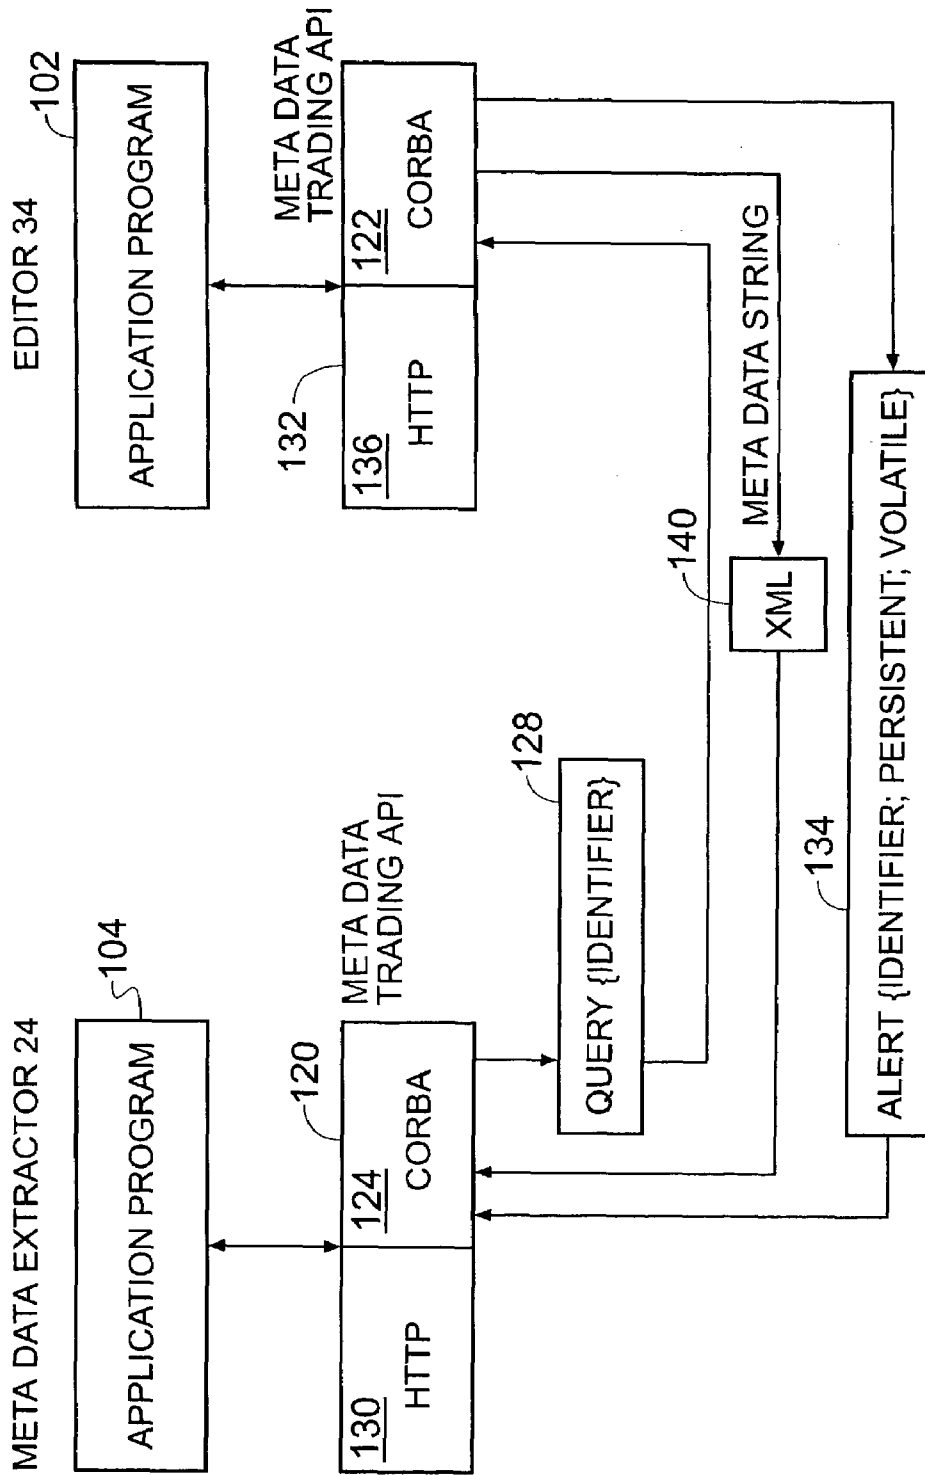 META DATA EXTRACTOR 24
APPLICATION PROGRAM
104
130
HTTP
124
CORBA
120
META DATA
TRADING API
QUERY {IDENTIFIER}
128
EDITOR 34
APPLICATION PROGRAM
102
132
136
HTTP
122
CORBA
META DATA
TRADING API
140
XML
META DATA STRING
134
ALERT {IDENTIFIER; PERSISTENT; VOLATILE}